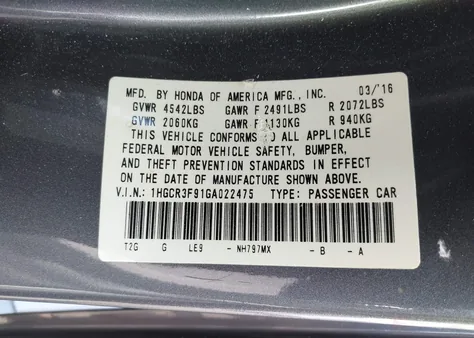 MFD. BY HONDA OF AMERICA MFG., INC. 03/'16
GVWR 4542LBS GAWR F 2491LBS R 2072LBS
GVWR 2060KG GAWR F 1130KG R 940KG
THIS VEHICLE CONFORMS TO ALL APPLICABLE
FEDERAL MOTOR VEHICLE SAFETY, BUMPER,
AND THEFT PREVENTION STANDARDS IN EFFECT
ON THE DATE OF MANUFACTURE SHOWN ABOVE.
V.I.N.: 1HGCR3F91GA022475 TYPE: PASSENGER CAR
T2G G LE9 - NH797MX - B - A